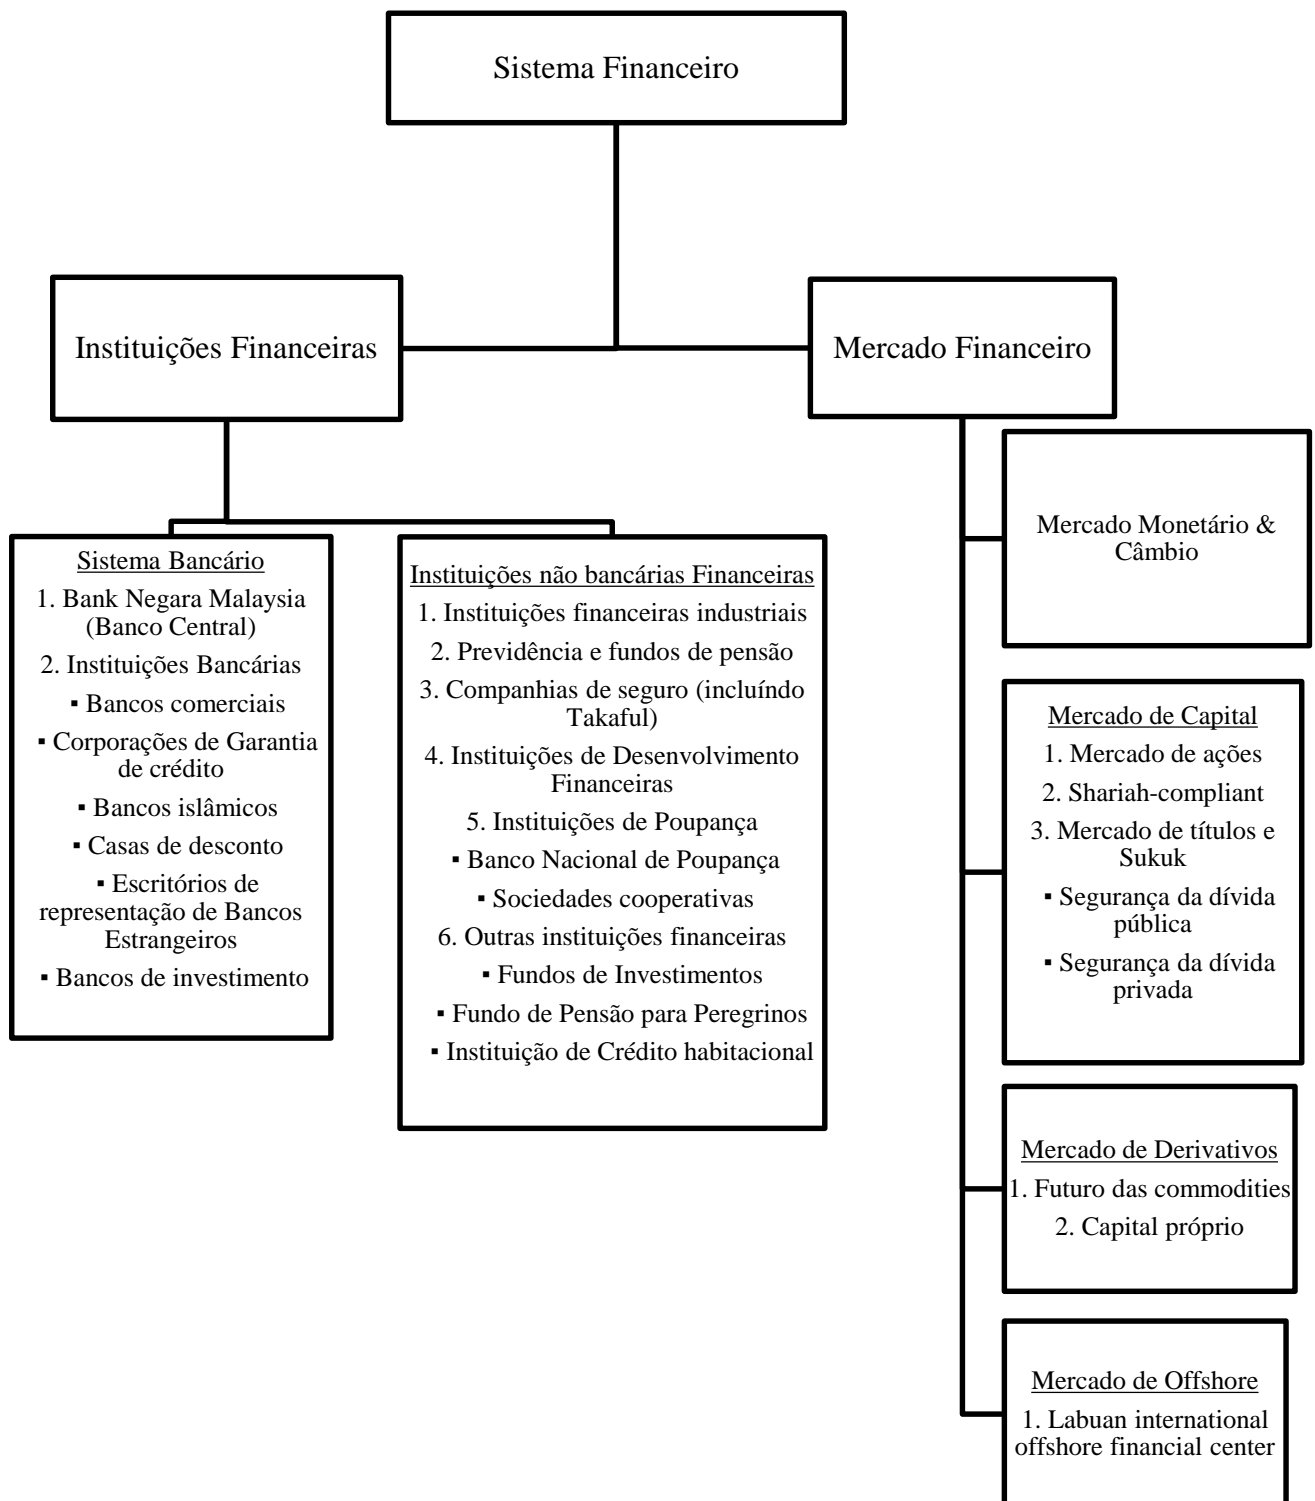 Sistema Financeiro
Instituições Financeiras
Mercado Financeiro
Sistema Bancário
1. Bank Negara Malaysia
(Banco Central)
2. Instituições Bancárias
▪ Bancos comerciais
▪ Corporações de Garantia
de crédito
▪ Bancos islâmicos
▪ Casas de desconto
▪ Escritórios de
representação de Bancos
Estrangeiros
▪ Bancos de investimento
Instituições não bancárias Financeiras
1. Instituições financeiras industriais
2. Previdência e fundos de pensão
3. Companhias de seguro (incluíndo
Takaful)
4. Instituições de Desenvolvimento
Financeiras
5. Instituições de Poupança
▪ Banco Nacional de Poupança
▪ Sociedades cooperativas
6. Outras instituições financeiras
▪ Fundos de Investimentos
▪ Fundo de Pensão para Peregrinos
▪ Instituição de Crédito habitacional
Mercado Monetário &
Câmbio
Mercado de Capital
1. Mercado de ações
2. Shariah-compliant
3. Mercado de títulos e
Sukuk
▪ Segurança da dívida
pública
▪ Segurança da dívida
privada
Mercado de Derivativos
1. Futuro das commodities
2. Capital próprio
Mercado de Offshore
1. Labuan international
offshore financial center